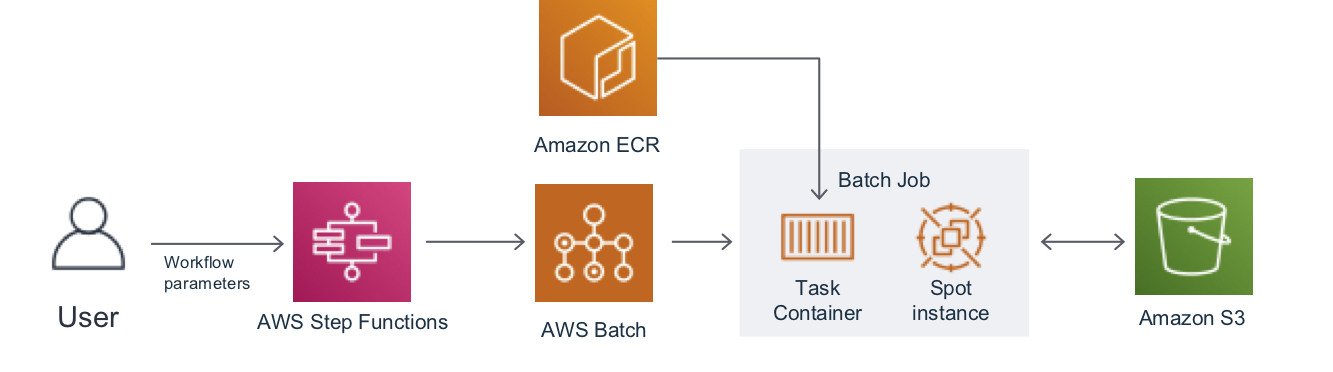 Amazon ECR
Batch Job
Workflow
parameters
User
AWS Step Functions
AWS Batch
Task
Container
Spot
instance
Amazon S3